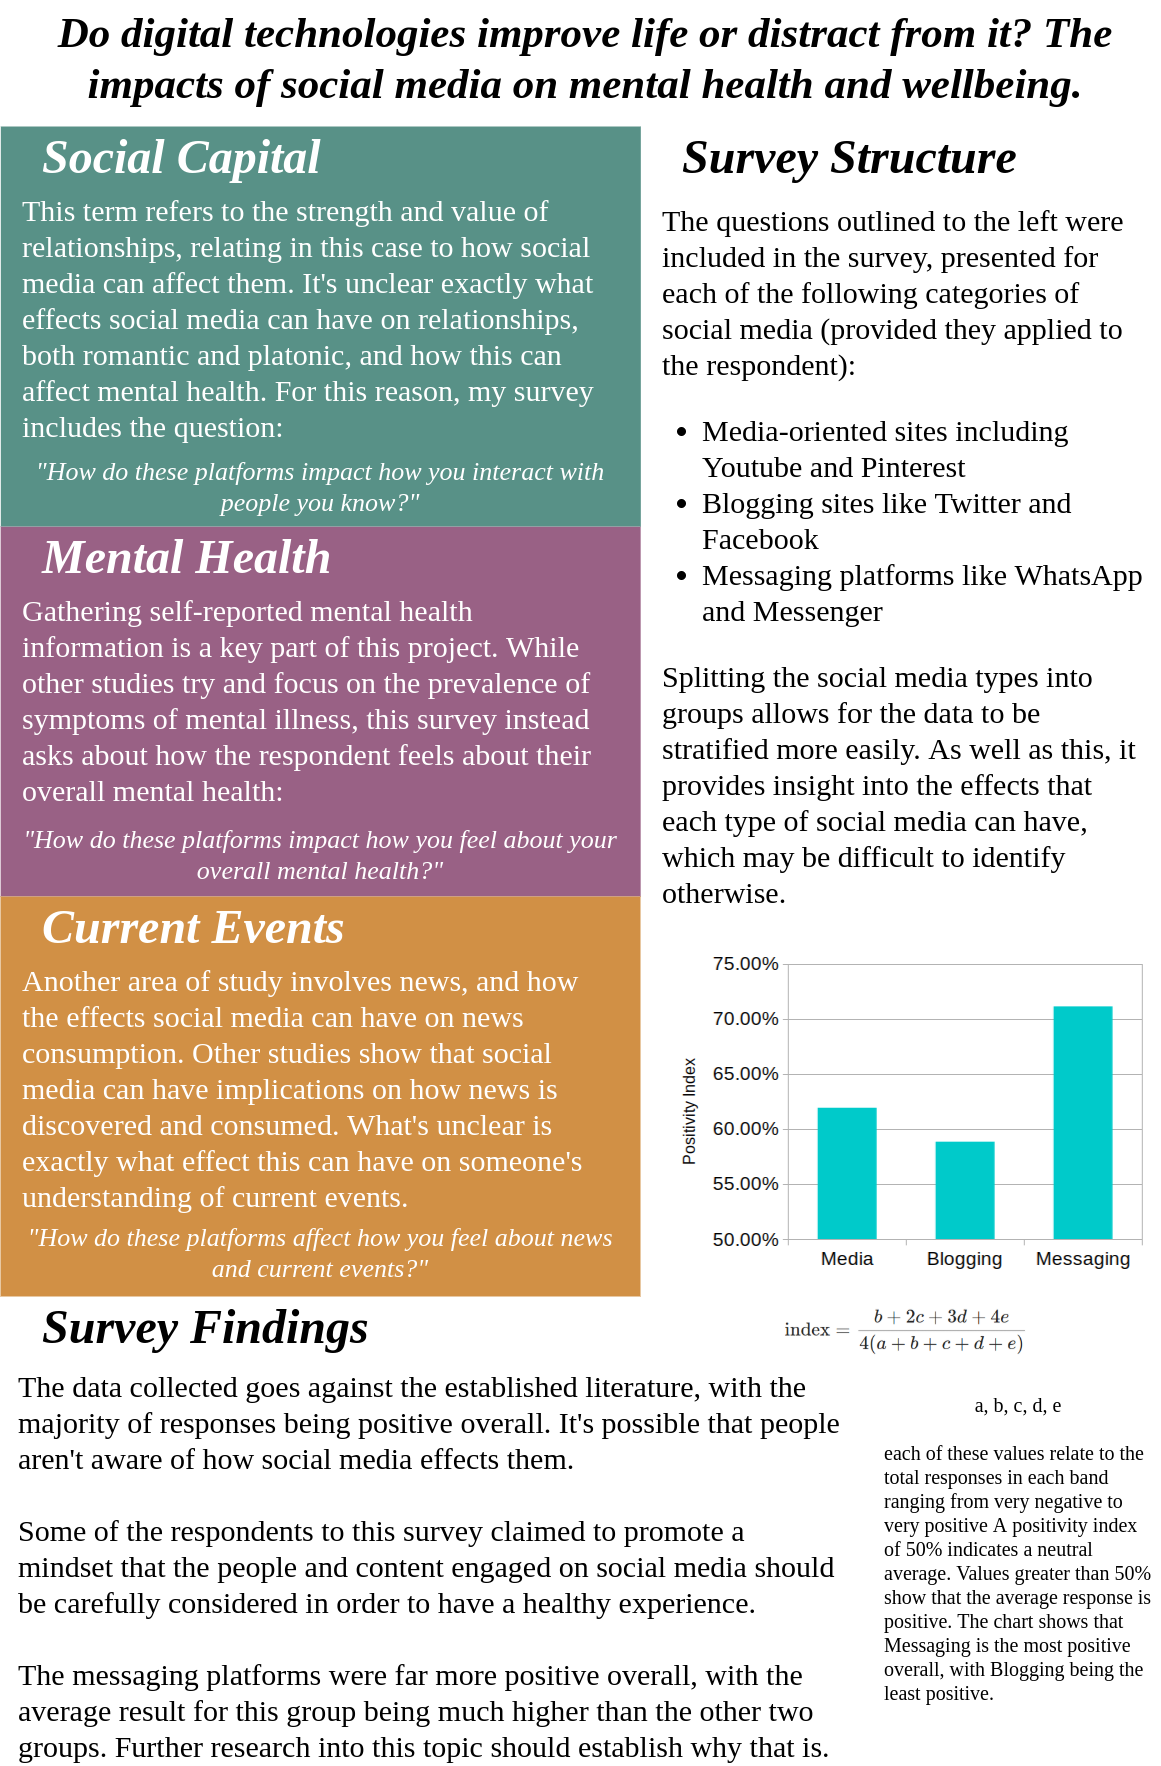 Do digital technologies improve life or distract from it? The
impacts of social media on mental health and wellbeing.
Social Capital
This term refers to the strength and value of
relationships, relating in this case to how social
media can affect them. It's unclear exactly what
effects social media can have on relationships,
both romantic and platonic, and how this can
affect mental health. For this reason, my survey
includes the question:
"How do these platforms impact how you interact with
people you know?"
Mental Health
Gathering self-reported mental health
information is a key part of this project. While
other studies try and focus on the prevalence of
symptoms of mental illness, this survey instead
asks about how the respondent feels about their
overall mental health:
"How do these platforms impact how you feel about your
overall mental health?"
Current Events
Another area of study involves news, and how
the effects social media can have on news
consumption. Other studies show that social
media can have implications on how news is
discovered and consumed. What's unclear is
exactly what effect this can have on someone's
understanding of current events.
"How do these platforms affect how you feel about news
and current events?"
Survey Structure
The questions outlined to the left were
included in the survey, presented for
each of the following categories of
social media (provided they applied to
the respondent):
• Media-oriented sites including
Youtube and Pinterest
• Blogging sites like Twitter and
Facebook
• Messaging platforms like WhatsApp
and Messenger
Splitting the social media types into
groups allows for the data to be
stratified more easily. As well as this, it
provides insight into the effects that
each type of social media can have,
which may be difficult to identify
otherwise.
Positivity Index
75.00%
70.00%
65.00%
60.00%
55.00%
50.00%
Media Blogging Messaging
index = (b + 2c + 3d + 4e) / 4(a + b + c + d + e)
a, b, c, d, e
each of these values relate to the
total responses in each band
ranging from very negative to
very positive A positivity index
of 50% indicates a neutral
average. Values greater than 50%
show that the average response is
positive. The chart shows that
Messaging is the most positive
overall, with Blogging being the
least positive.
Survey Findings
The data collected goes against the established literature, with the
majority of responses being positive overall. It's possible that people
aren't aware of how social media effects them.
Some of the respondents to this survey claimed to promote a
mindset that the people and content engaged on social media should
be carefully considered in order to have a healthy experience.
The messaging platforms were far more positive overall, with the
average result for this group being much higher than the other two
groups. Further research into this topic should establish why that is.